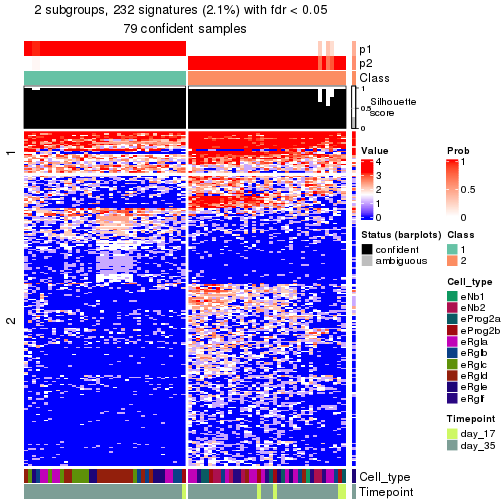 2 subgroups, 232 signatures (2.1%) with fdr < 0.05
79 confident samples
p1
p2
Class
1
0.5
0
Silhouette
score
1
2
Value
4
3
2
1
0
Prob
1
0.5
0
Status (barplots)
confident
ambiguous
Class
1
2
Cell_type
eNb1
eNb2
eProg2a
eProg2b
eRgla
eRglb
eRglc
eRgld
eRgle
eRglf
Timepoint
day_17
day_35
Cell_type
Timepoint